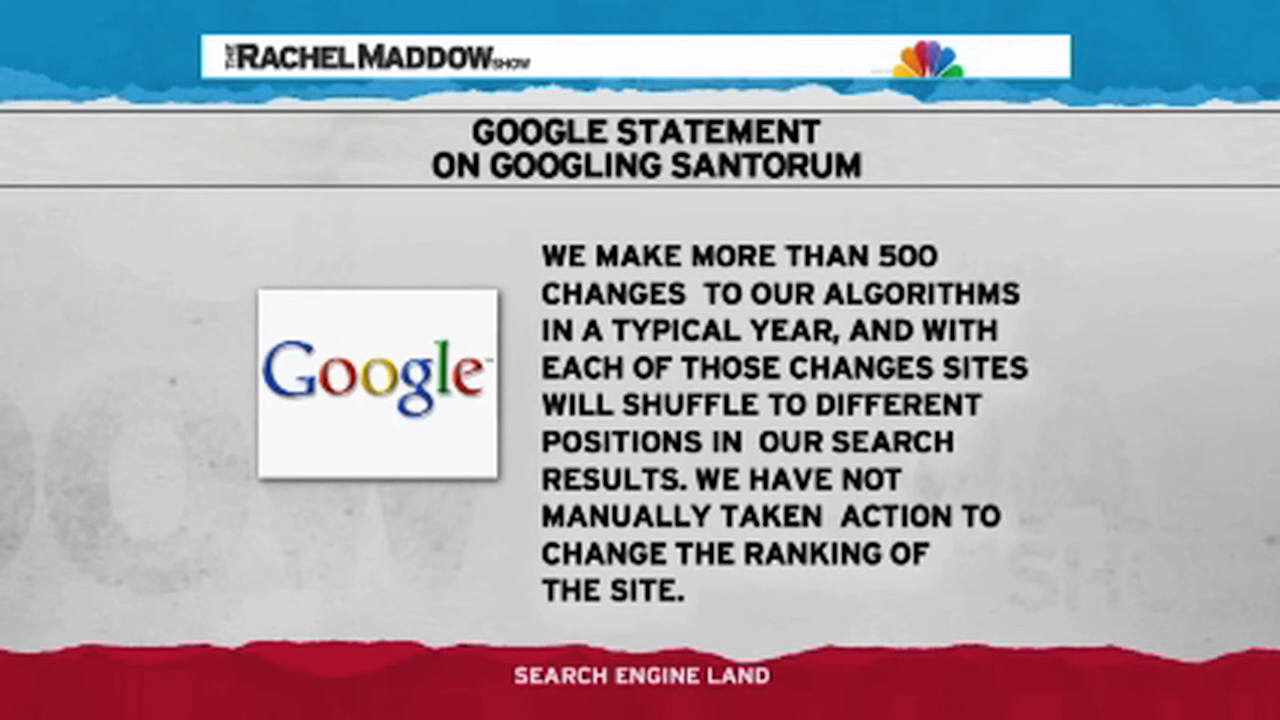 THE RACHEL MADDOW SHOW
GOOGLE STATEMENT
ON GOOGLING SANTORUM
WE MAKE MORE THAN 500
CHANGES TO OUR ALGORITHMS
IN A TYPICAL YEAR, AND WITH
EACH OF THOSE CHANGES SITES
WILL SHUFFLE TO DIFFERENT
POSITIONS IN OUR SEARCH
RESULTS. WE HAVE NOT
MANUALLY TAKEN ACTION TO
CHANGE THE RANKING OF
THE SITE.
Google
SEARCH ENGINE LAND